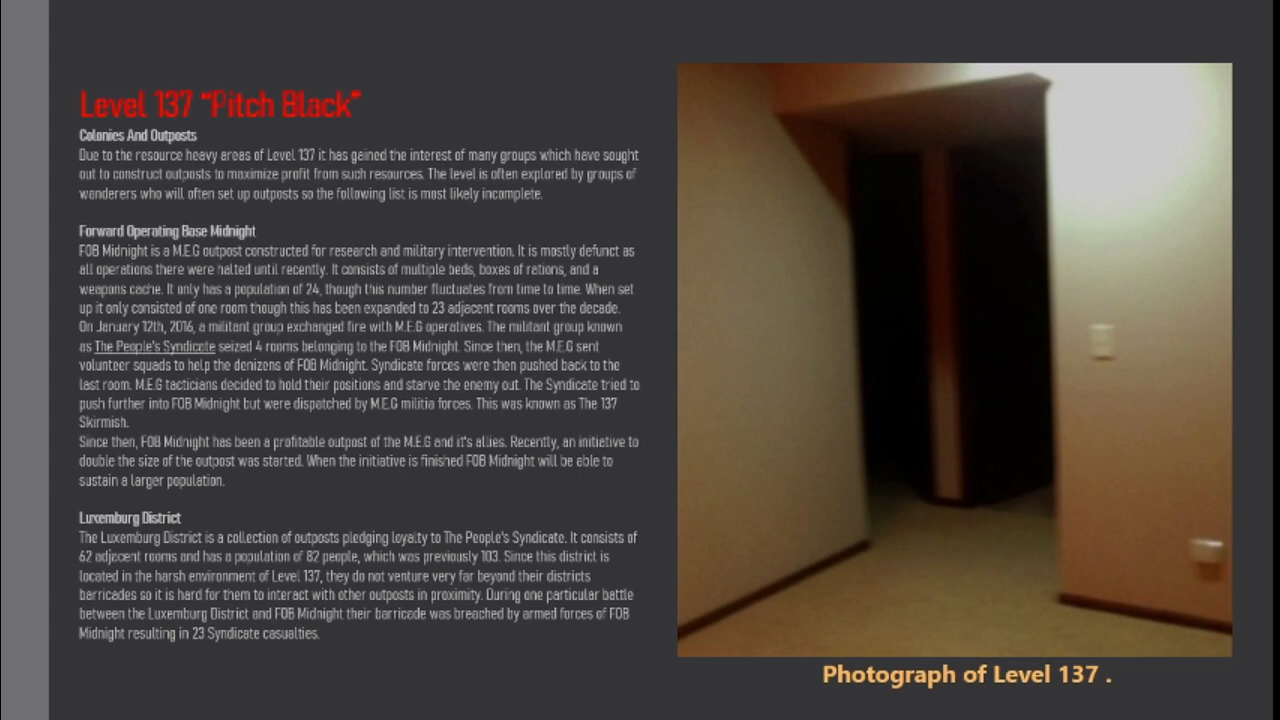 Level 137 “Pitch Black”
Colonies And Outposts
Due to the resource heavy areas of Level 137 it has gained the interest of many groups which have sought
out to construct outposts to maximize profit from such resources. The level is often explored by groups of
wanderers who will often set up outposts so the following list is most likely incomplete.
Forward Operating Base Midnight
FOB Midnight is a M.E.G outpost constructed for research and military intervention. It is mostly defunct as
all operations there were halted until recently. It consists of multiple beds, boxes of rations, and a
weapons cache. It only has a population of 24, though this number fluctuates from time to time. When set
up it only consisted of one room though this has been expanded to 23 adjacent rooms over the decade.
On January 12th, 2016, a militant group exchanged fire with M.E.G operatives. The militant group known
as The People's Syndicate seized 4 rooms belonging to the FOB Midnight. Since then, the M.E.G sent
volunteer squads to help the denizens of FOB Midnight. Syndicate forces were then pushed back to the
last room. M.E.G tacticians decided to hold their positions and starve the enemy out. The Syndicate tried to
push further into FOB Midnight but were dispatched by M.E.G militia forces. This was known as The 137
Skirmish.
Since then, FOB Midnight has been a profitable outpost of the M.E.G and it's allies. Recently, an initiative to
double the size of the outpost was started. When the initiative is finished FOB Midnight will be able to
sustain a larger population.
Luxemburg District
The Luxemburg District is a collection of outposts pledging loyalty to The People's Syndicate. It consists of
62 adjacent rooms and has a population of 82 people, which was previously 103. Since this district is
located in the harsh environment of Level 137, they do not venture very far beyond their districts
barricades so it is hard for them to interact with other outposts in proximity. During one particular battle
between the Luxemburg District and FOB Midnight their barricade was breached by armed forces of FOB
Midnight resulting in 23 Syndicate casualties.
Photograph of Level 137 .